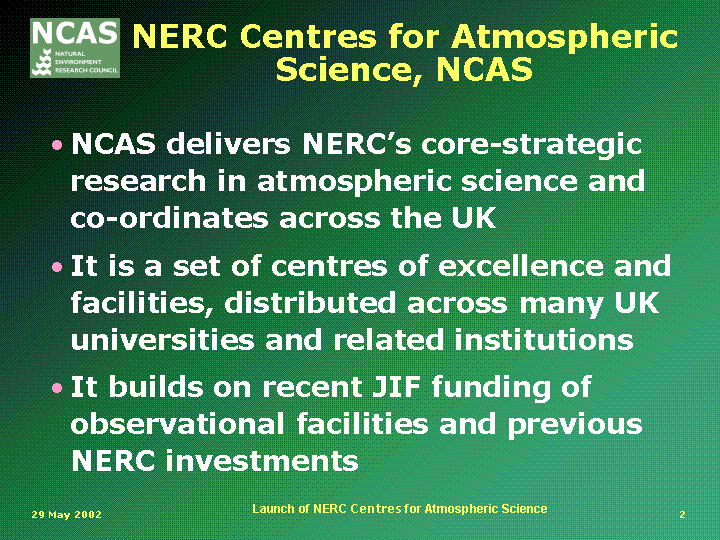 NCAS
NATURAL
ENVIRONMENT
RESEARCH COUNCIL
NERC Centres for Atmospheric
Science, NCAS
• NCAS delivers NERC’s core-strategic
research in atmospheric science and
co-ordinates across the UK
• It is a set of centres of excellence and
facilities, distributed across many UK
universities and related institutions
• It builds on recent JIF funding of
observational facilities and previous
NERC investments
29 May 2002
Launch of NERC Centres for Atmospheric Science
2